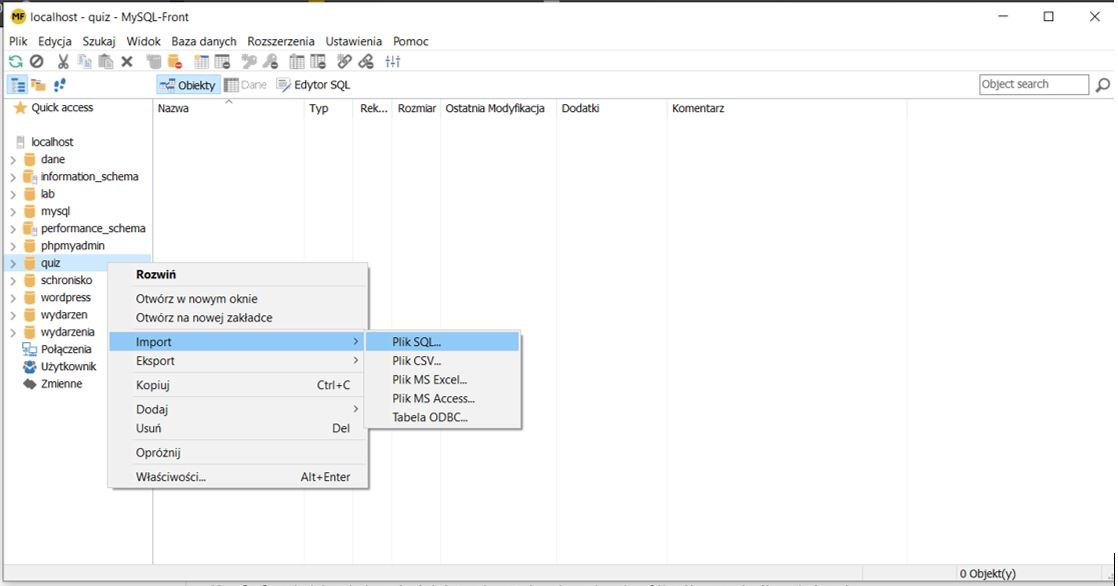 MF localhost - quiz - MySQL-Front
Plik Edycja Szukaj Widok Baza danych Rozszerzenia Ustawienia Pomoc
Obiekty Dane Edytor SQL Object search
Quick access
Nazwa Typ Rek... Rozmiar Ostatnia Modyfikacja Dodatki Komentarz
localhost
dane
information_schema
lab
mysql
performance_schema
phpmyadmin
quiz
schronisko
wordpress
wydarzen
wydarzenia
Połączenia
Użytkownik
Zmienne
Rozwiń
Otwórz w nowym oknie
Otwórz na nowej zakładce
Import
Eksport
Kopiuj Ctrl+C
Dodaj
Usuń Del
Opróżnij
Właściwości... Alt+Enter
Plik SQL...
Plik CSV...
Plik MS Excel...
Plik MS Access...
Tabela ODBC...
0 Objekt(y)